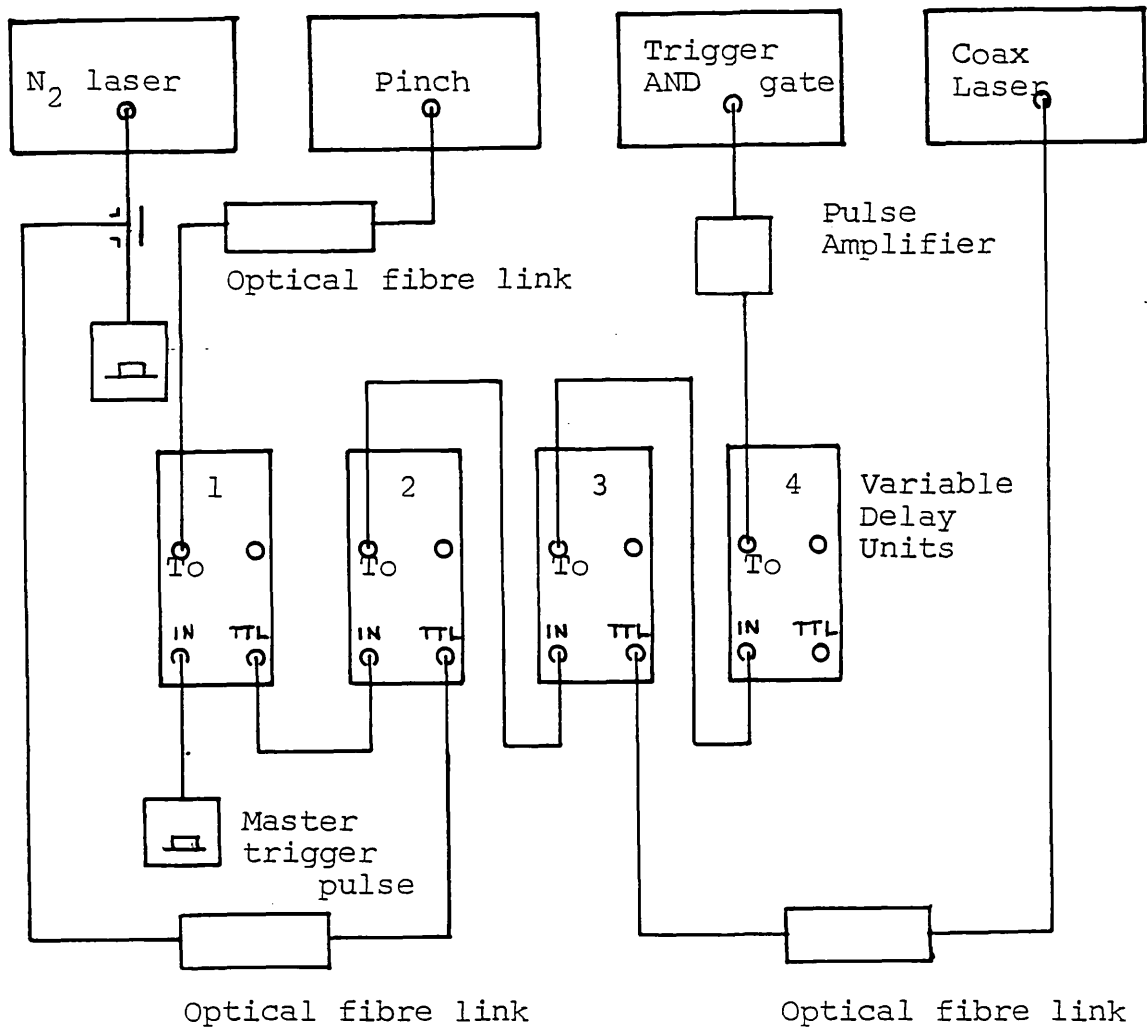 N2 laser
Pinch
Trigger
AND gate
Coax
Laser
Pulse
Amplifier
Optical fibre link
1
2
3
4
Variable
Delay
Units
To
To
To
To
IN TTL
IN TTL
IN TTL
IN TTL
Master
trigger
pulse
Optical fibre link
Optical fibre link